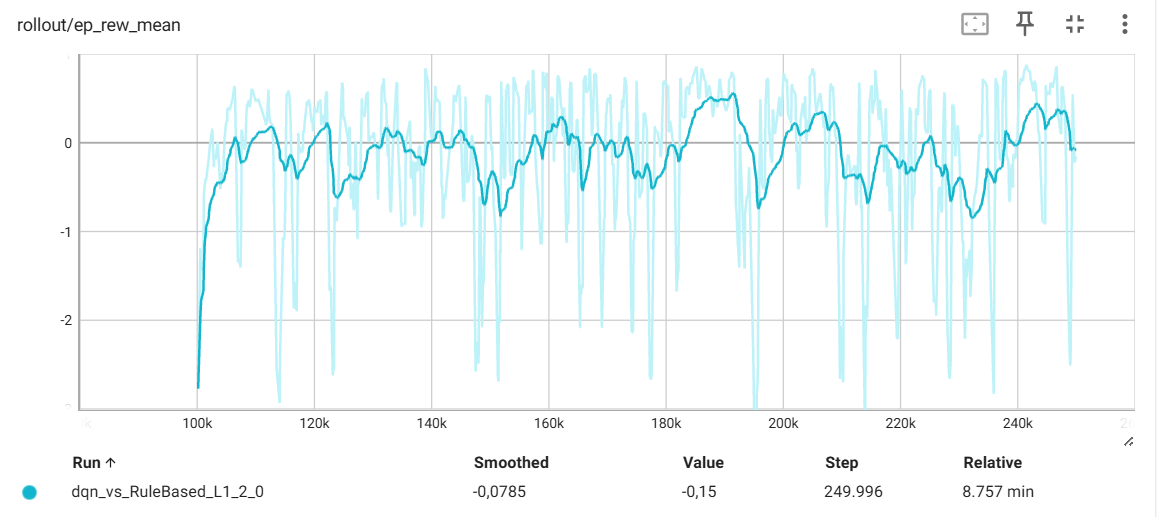 rollout/ep_rew_mean
0
-1
-2
100k 120k 140k 160k 180k 200k 220k 240k
Run ↑ Smoothed Value Step Relative
dqn_vs_RuleBased_L1_2_0 -0,0785 -0,15 249.996 8.757 min